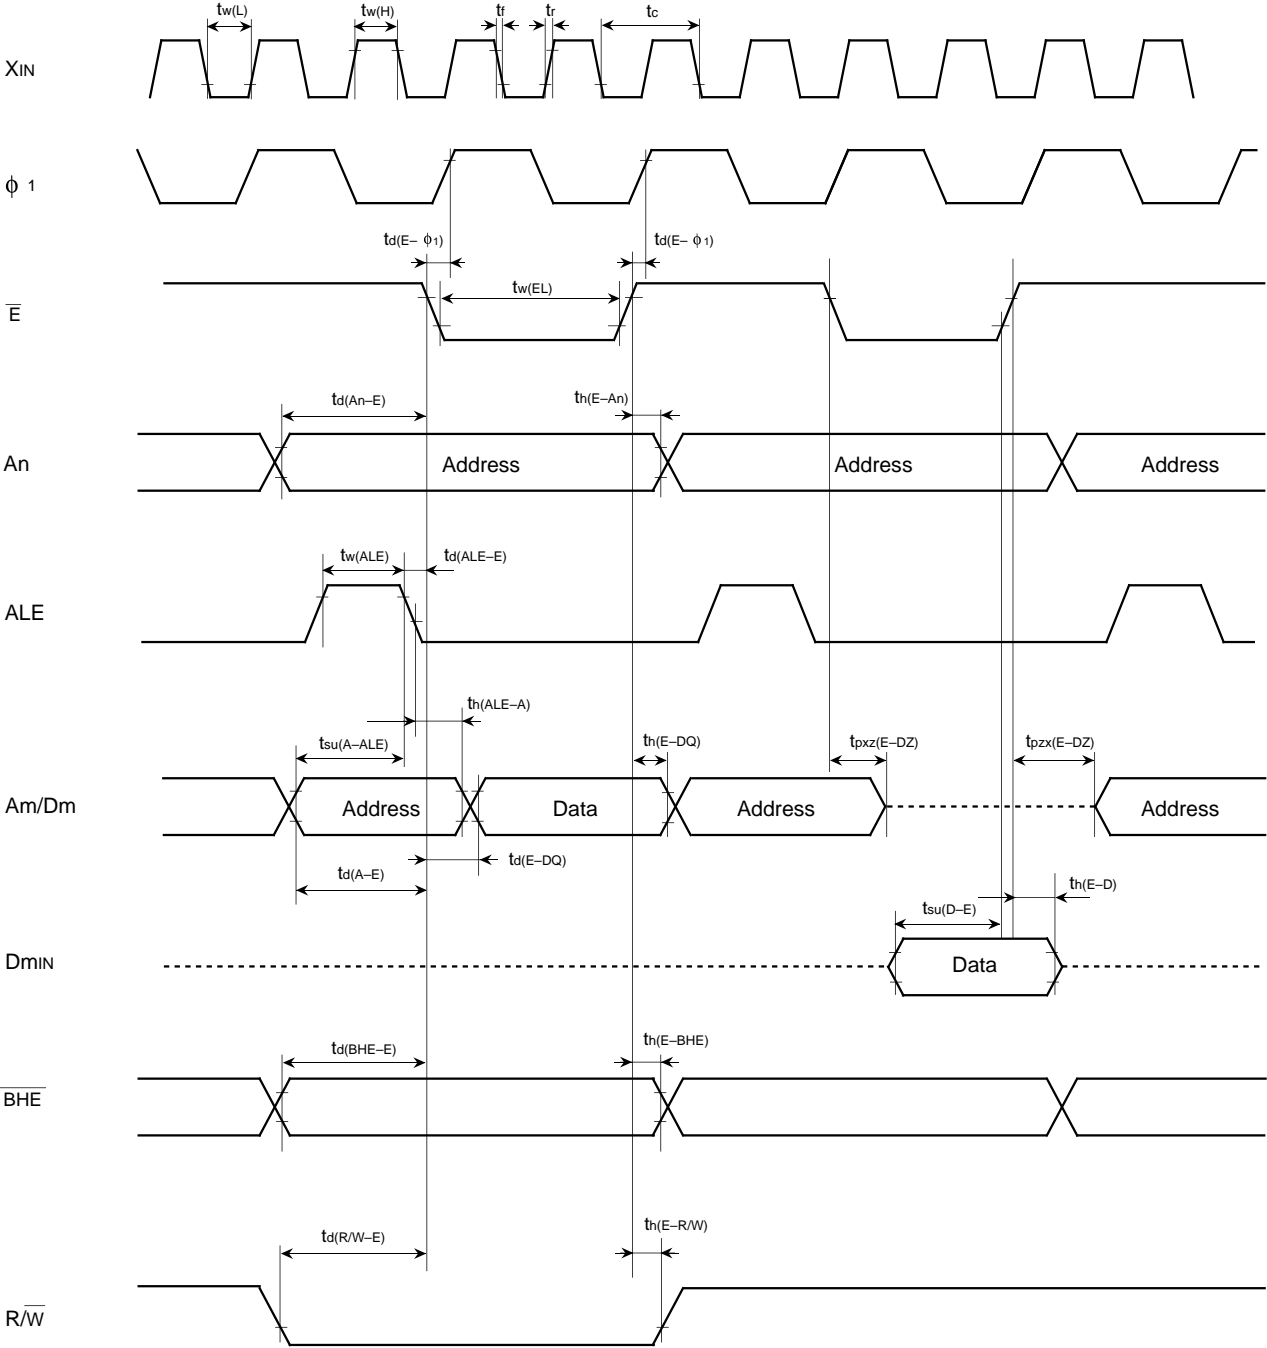 tw(L) tw(H) tf tr tc
XIN
ϕ 1
td(E– ϕ1) td(E– ϕ1)
tw(EL)
E
td(An–E) th(E–An)
An Address Address Address
tw(ALE) td(ALE–E)
ALE
th(ALE–A)
tsu(A–ALE) th(E–DQ) tpxz(E–DZ) tpzx(E–DZ)
Am/Dm Address Data Address Address
td(E–DQ)
td(A–E)
th(E–D)
tsu(D–E)
DmIN Data
td(BHE–E) th(E–BHE)
BHE
td(R/W–E) th(E–R/W)
R/W